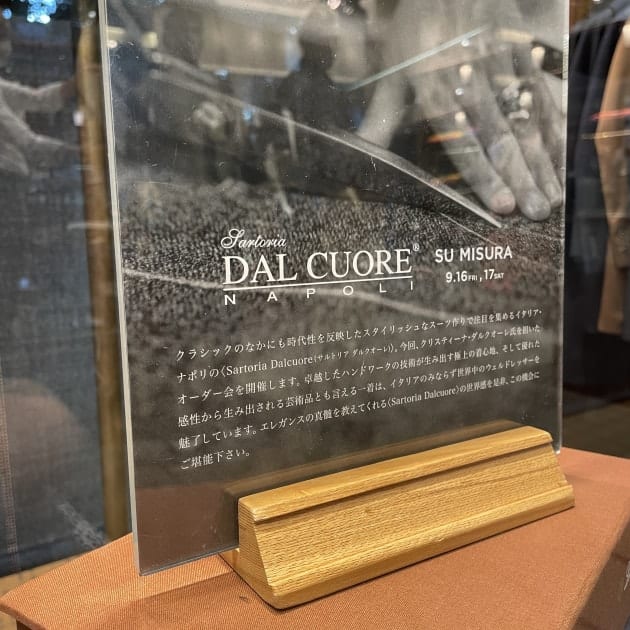 Sartoria
DAL CUORE®
NAPOLI
SU MISURA
9.16FRI, 17SAT
クラシックのなかにも時代性を反映したスタイリッシュなスーツ作りで注目を集めるイタリア・
ナポリの〈Sartoria Dalcuore(サルトリア ダルクオーレ)〉。今回、クリスティーナ・ダルクオーレ氏を招いた
オーダー会を開催します。卓越したハンドワークの技術が生み出す極上の着心地、そして優れた
感性から生み出される芸術品とも言える一着は、イタリアのみならず世界中のウェルドレッサーを
魅了しています。エレガンスの真髄を教えてくれる〈Sartoria Dalcuore〉の世界感を是非、この機会に
ご堪能下さい。